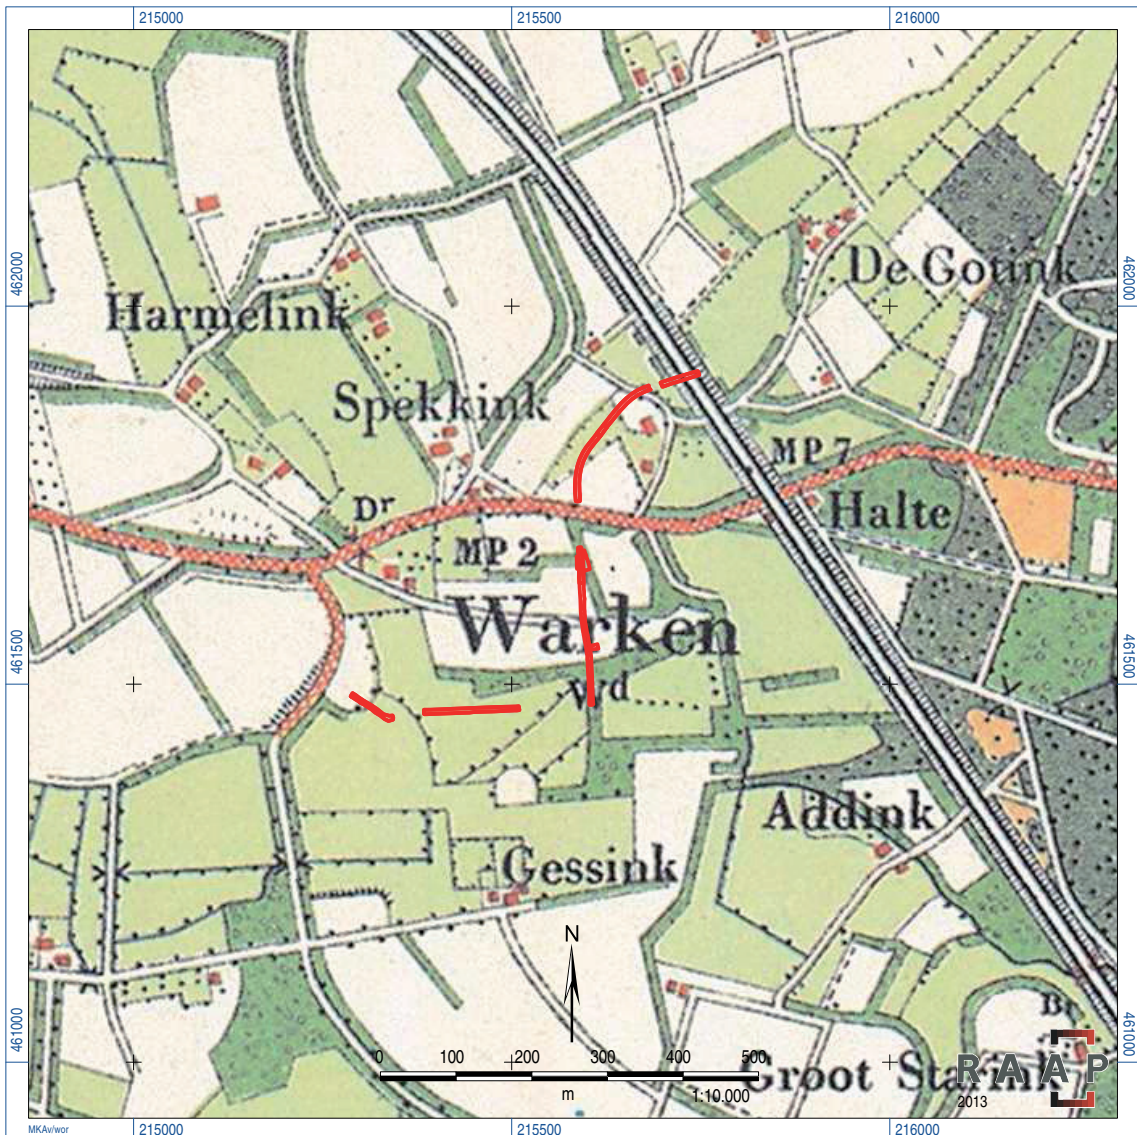 215000 215500 216000
De Goink
462000 462000
Harmelink
Spekkink
MP 7
Dr
Halte
MP 2
Warken
461500 461500
Wd
Addink
Gessink
N
461000 461000
0 100 200 300 400 500
m 1:10.000
Groot Starink
RAAP
2013
MKAv/wor 215000 215500 216000